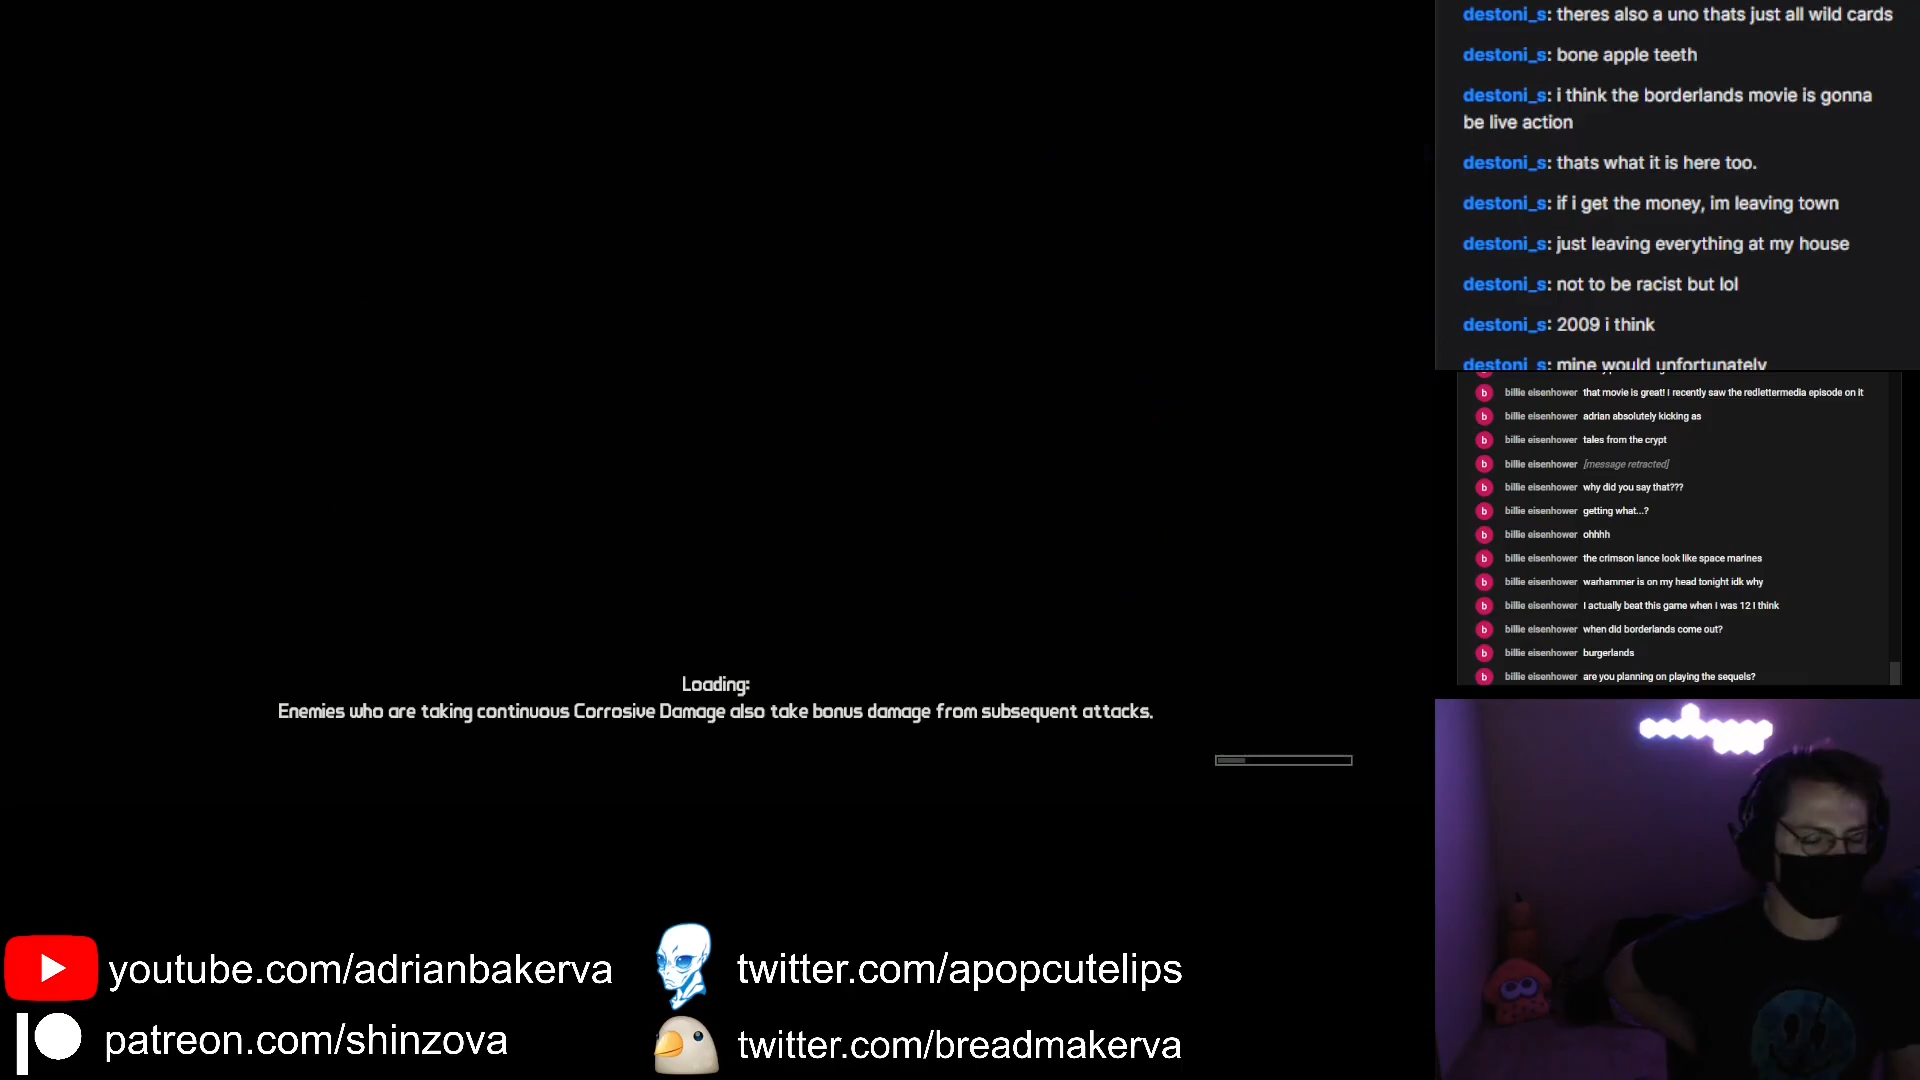 destoni_s: theres also a uno thats just all wild cards
destoni_s: bone apple teeth
destoni_s: i think the borderlands movie is gonna
be live action
destoni_s: thats what it is here too.
destoni_s: if i get the money, im leaving town
destoni_s: just leaving everything at my house
destoni_s: not to be racist but lol
destoni_s: 2009 i think
destoni_s: mine would unfortunately
b billie eisenhower that movie is great! I recently saw the redlettermedia episode on it
b billie eisenhower adrian absolutely kicking as
b billie eisenhower tales from the crypt
b billie eisenhower [message retracted]
b billie eisenhower why did you say that???
b billie eisenhower getting what...?
b billie eisenhower ohhhh
b billie eisenhower the crimson lance look like space marines
b billie eisenhower warhammer is on my head tonight idk why
b billie eisenhower I actually beat this game when I was 12 I think
b billie eisenhower when did borderlands come out?
b billie eisenhower burgerlands
b billie eisenhower are you planning on playing the sequels?
Loading:
Enemies who are taking continuous Corrosive Damage also take bonus damage from subsequent attacks.
youtube.com/adrianbakerva
twitter.com/apopcutelips
patreon.com/shinzova
twitter.com/breadmakerva